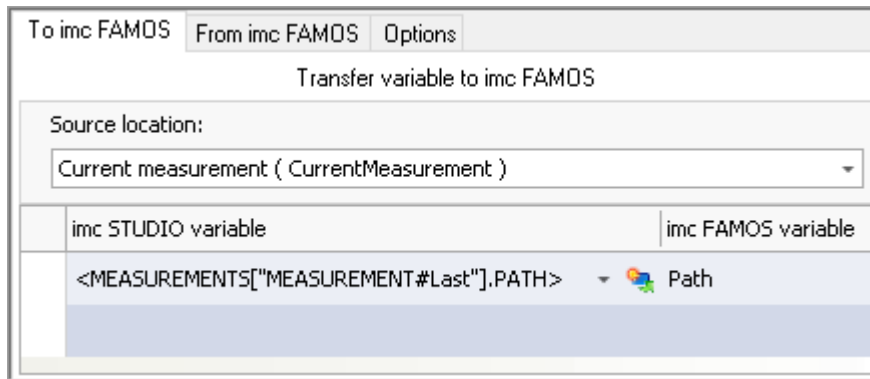 To imc FAMOS From imc FAMOS Options
Transfer variable to imc FAMOS
Source location:
Current measurement ( CurrentMeasurement )
imc STUDIO variable imc FAMOS variable
<MEASUREMENTS["MEASUREMENT#Last"].PATH> Path